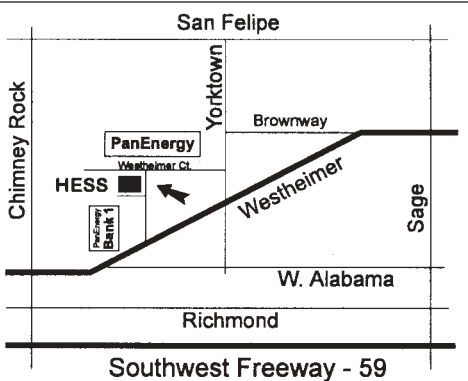 San Felipe
Chimney Rock
Yorktown
Brownway
PanEnergy
Westheimer Ct.
HESS
PanEnergy
Bank 1
Westheimer
Sage
W. Alabama
Richmond
Southwest Freeway - 59